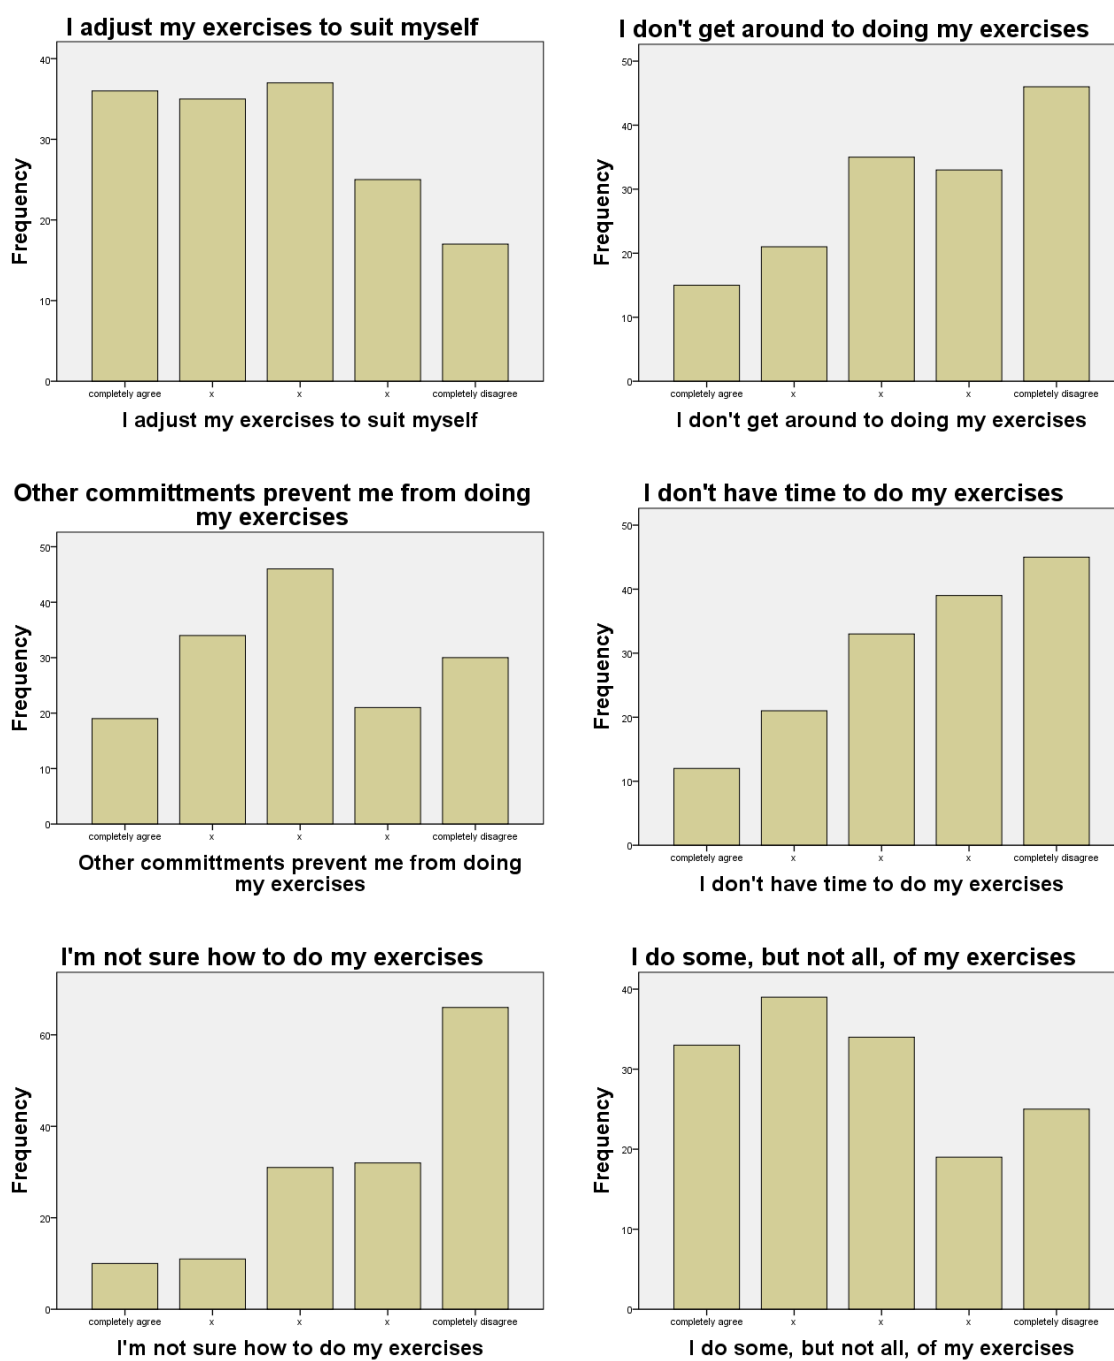 I adjust my exercises to suit myself
40
30
20
10
0
Frequency
completely agree x x x completely disagree
I adjust my exercises to suit myself
I don't get around to doing my exercises
50
40
30
20
10
0
Frequency
completely agree x x x completely disagree
I don't get around to doing my exercises
Other committments prevent me from doing
my exercises
50
40
30
20
10
0
Frequency
completely agree x x x completely disagree
Other committments prevent me from doing
my exercises
I don't have time to do my exercises
50
40
30
20
10
0
Frequency
completely agree x x x completely disagree
I don't have time to do my exercises
I'm not sure how to do my exercises
60
40
20
0
Frequency
completely agree x x x completely disagree
I'm not sure how to do my exercises
I do some, but not all, of my exercises
40
30
20
10
0
Frequency
completely agree x x x completely disagree
I do some, but not all, of my exercises